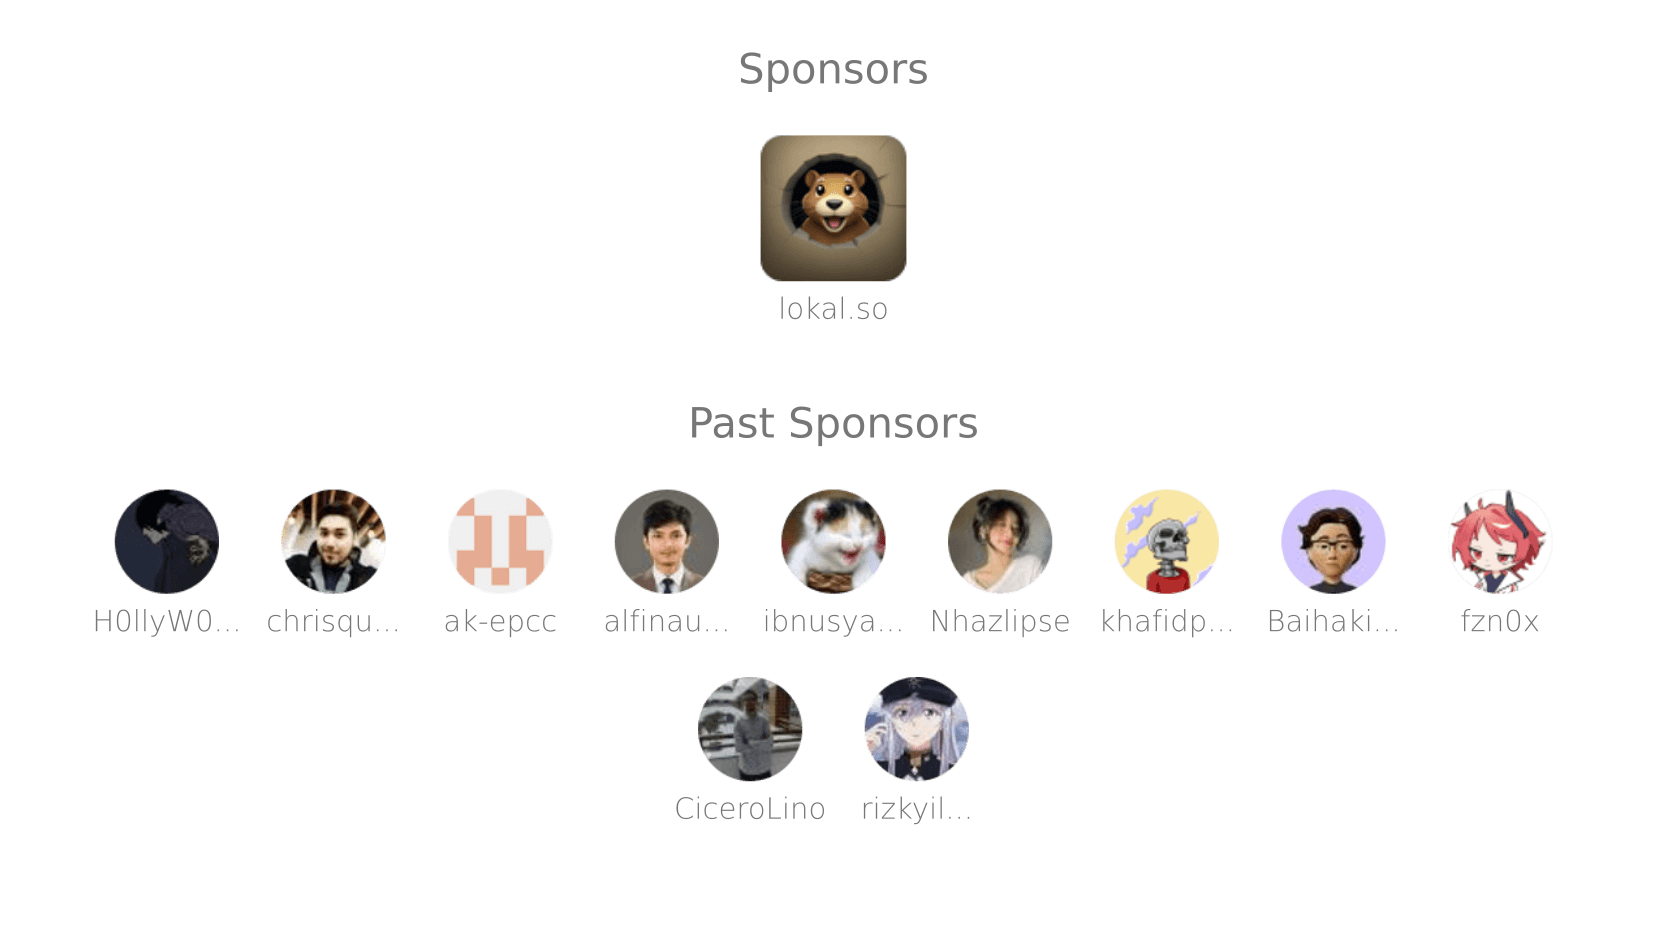 Sponsors
lokal.so
Past Sponsors
H0llyW0... chrisqu... ak-epcc alfinau... ibnusya... Nhazlipse khafidp... Baihaki... fzn0x
CiceroLino rizkyil...